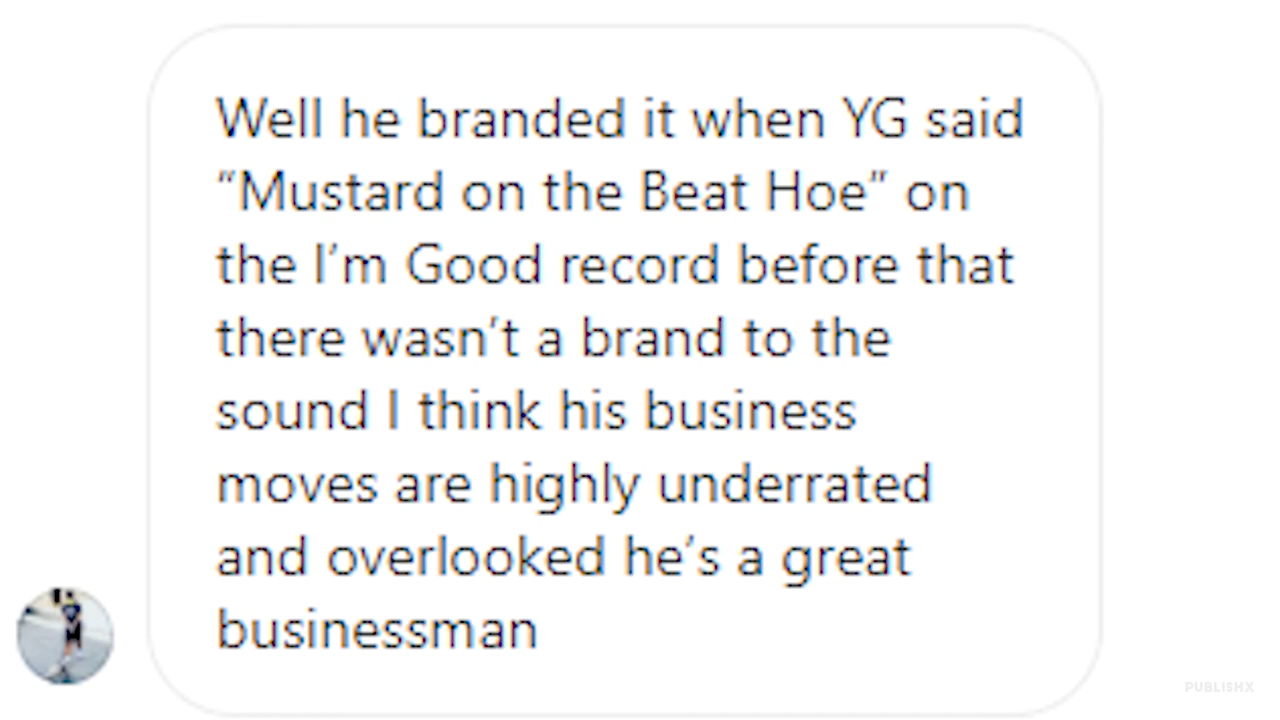 Well he branded it when YG said
“Mustard on the Beat Hoe” on
the I’m Good record before that
there wasn’t a brand to the
sound I think his business
moves are highly underrated
and overlooked he’s a great
businessman
PUBLISHX